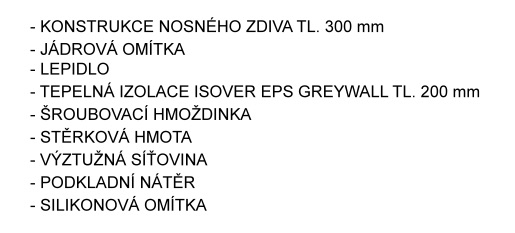 - KONSTRUKCE NOSNÉHO ZDIVA TL. 300 mm
- JÁDROVÁ OMÍTKA
- LEPIDLO
- TEPELNÁ IZOLACE ISOVER EPS GREYWALL TL. 200 mm
- ŠROUBOVACÍ HMOŽDINKA
- STĚRKOVÁ HMOTA
- VÝZTUŽNÁ SÍŤOVINA
- PODKLADNÍ NÁTĚR
- SILIKONOVÁ OMÍTKA